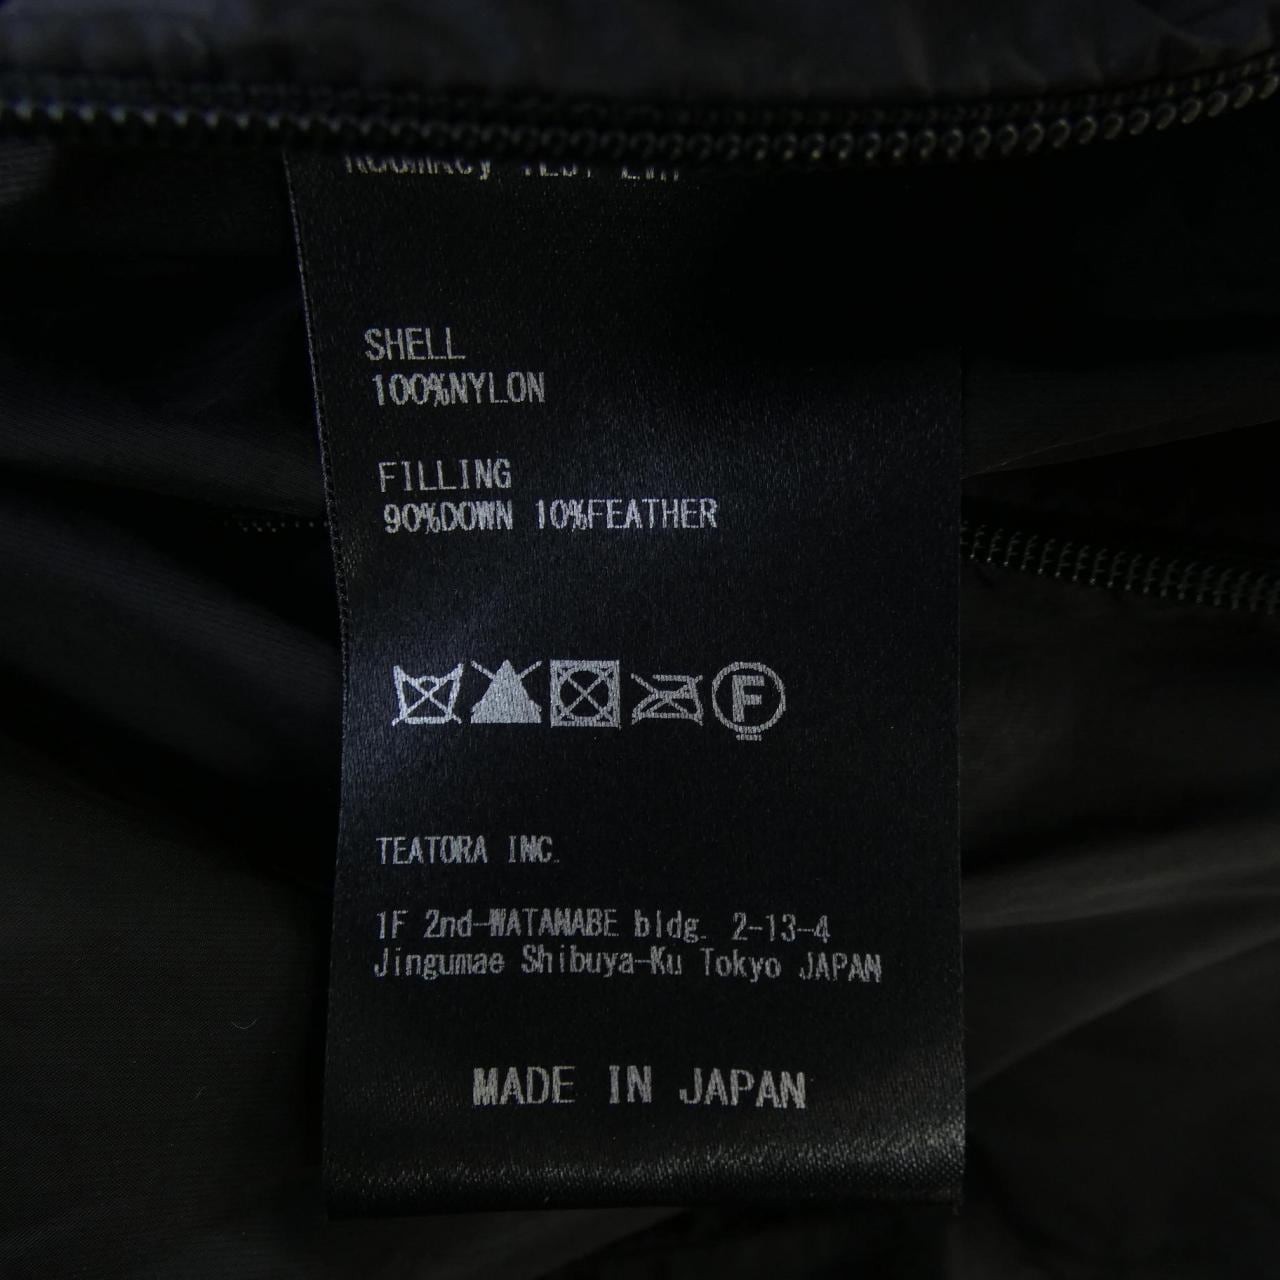 SHELL
100%NYLON
FILLING
90%DOWN 10%FEATHER
F
TEATORA INC.
1F 2nd-WATANABE bldg. 2-13-4
Jingumae Shibuya-Ku Tokyo JAPAN
MADE IN JAPAN